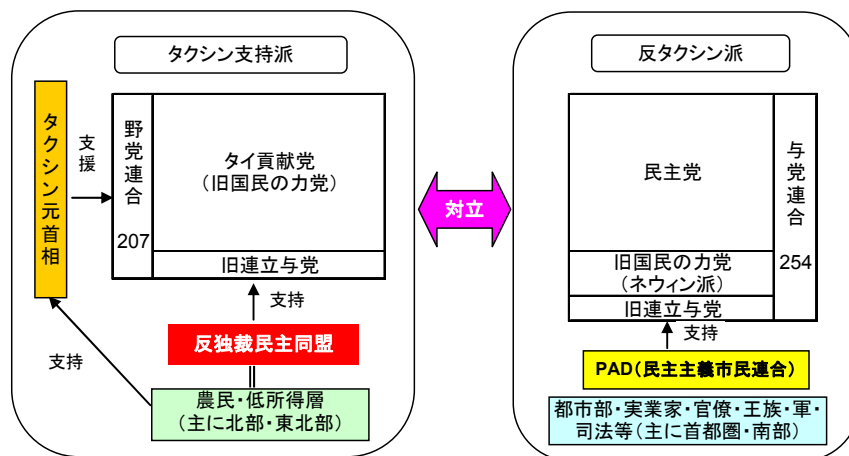 タクシン支持派
タクシン元首相
支援
野党連合
207
タイ貢献党
(旧国民の力党)
旧連立与党
支持
反独裁民主同盟
支持
農民・低所得層
(主に北部・東北部)
対立
反タクシン派
民主党
旧国民の力党
(ネウィン派)
旧連立与党
与党連合
254
支持
PAD(民主主義市民連合)
都市部・実業家・官僚・王族・軍・
司法等(主に首都圏・南部)